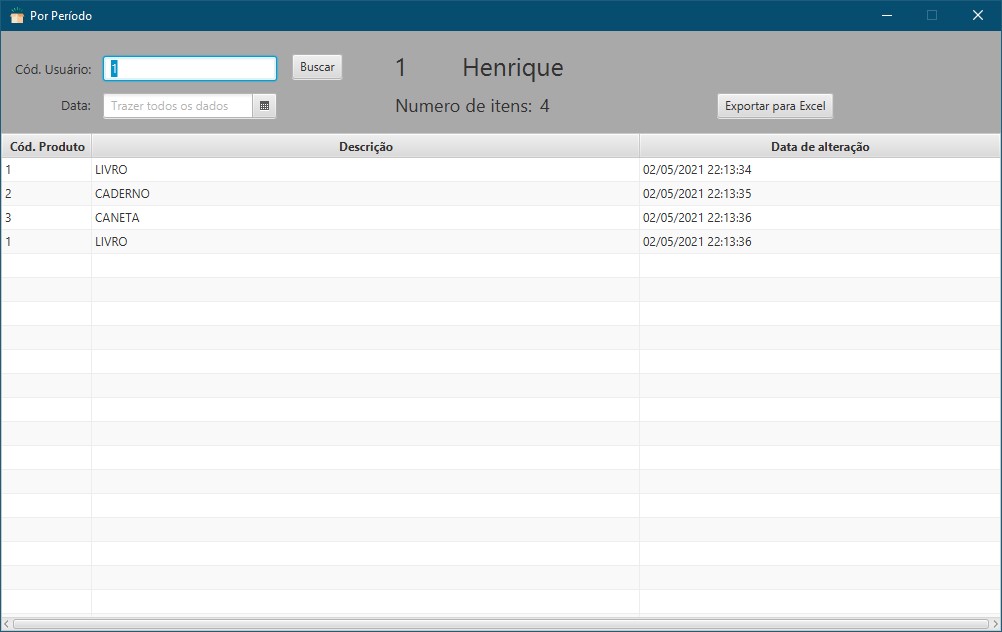 Por Período
Cód. Usuário: 1 Buscar 1 Henrique
Data: Trazer todos os dados Numero de itens: 4 Exportar para Excel
Cód. Produto Descrição Data de alteração
1 LIVRO 02/05/2021 22:13:34
2 CADERNO 02/05/2021 22:13:35
3 CANETA 02/05/2021 22:13:36
1 LIVRO 02/05/2021 22:13:36